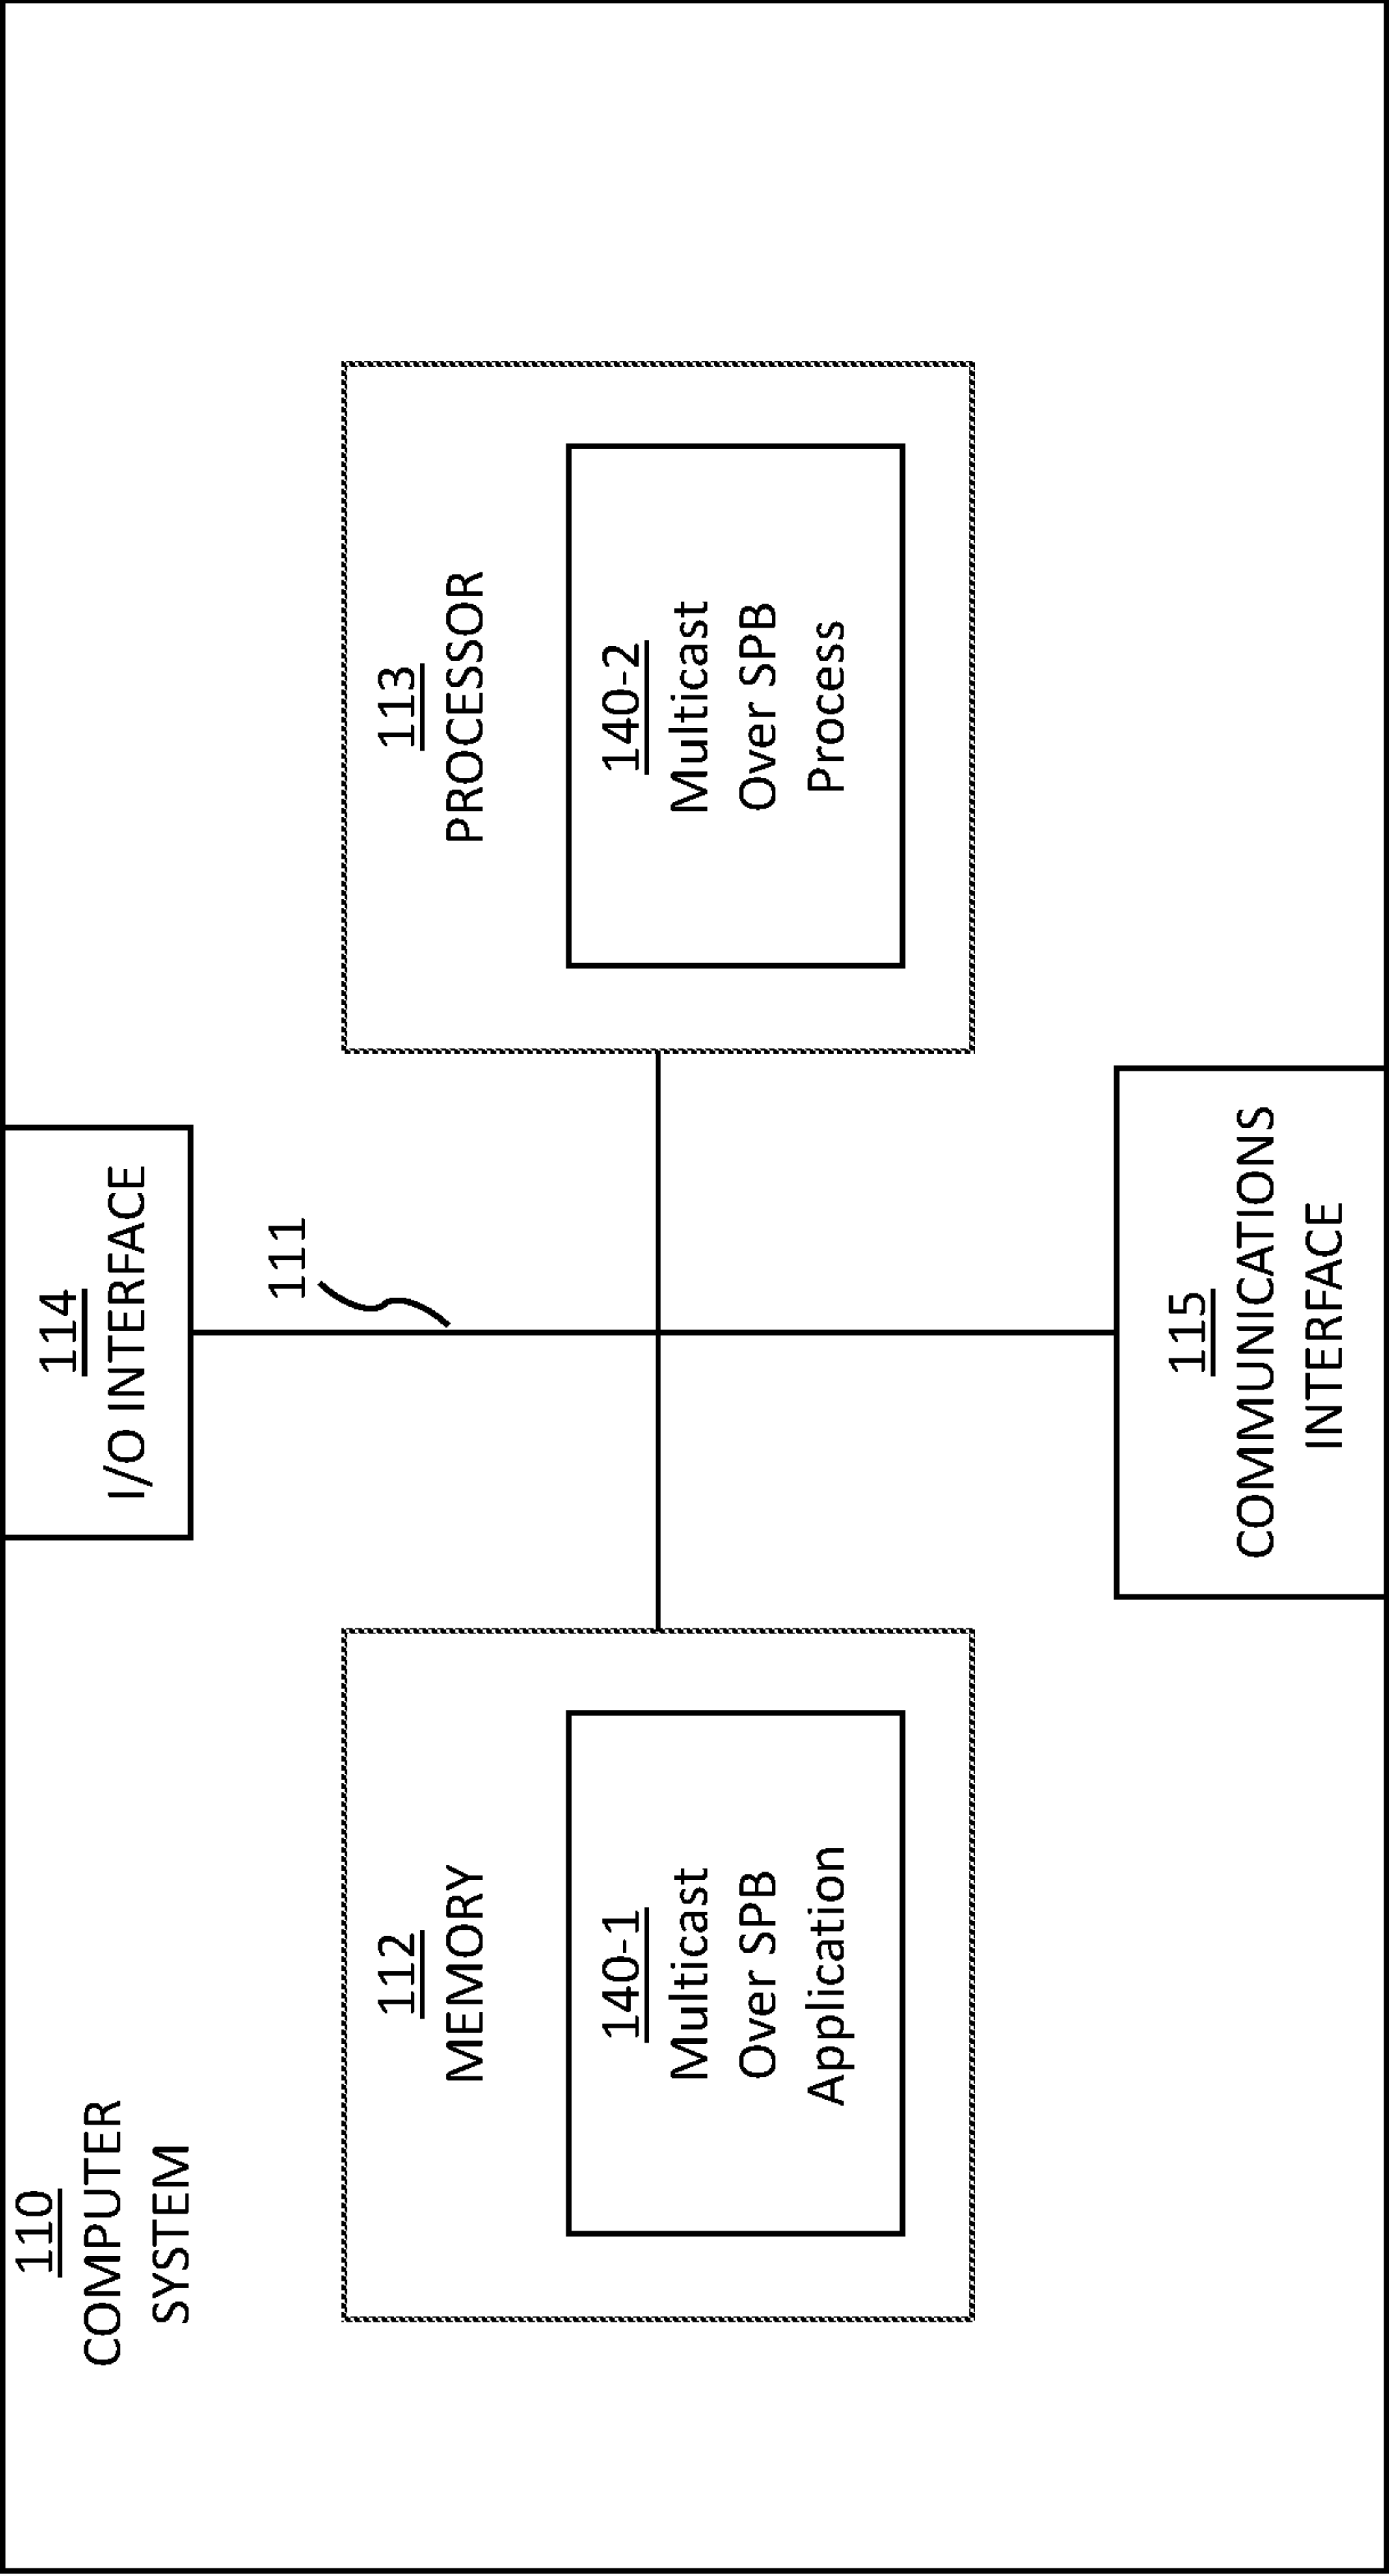 110
COMPUTER
SYSTEM
114
I/O INTERFACE
111
112
MEMORY
140-1
Multicast
Over SPB
Application
113
PROCESSOR
140-2
Multicast
Over SPB
Process
115
COMMUNICATIONS
INTERFACE